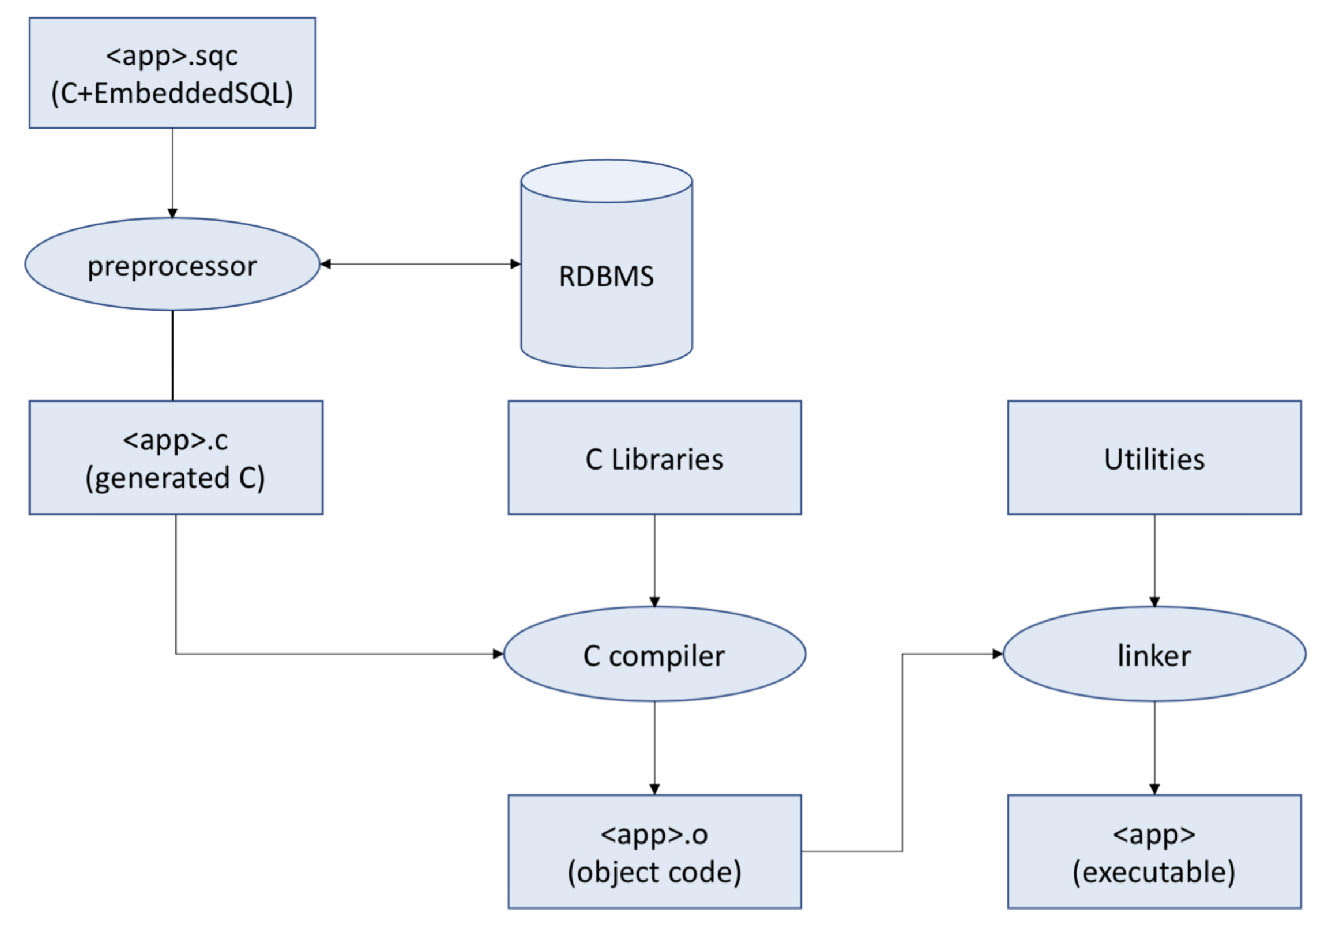 <app>.sqc
(C+EmbeddedSQL)
preprocessor
RDBMS
<app>.c
(generated C)
C Libraries
Utilities
C compiler
linker
<app>.o
(object code)
<app>
(executable)